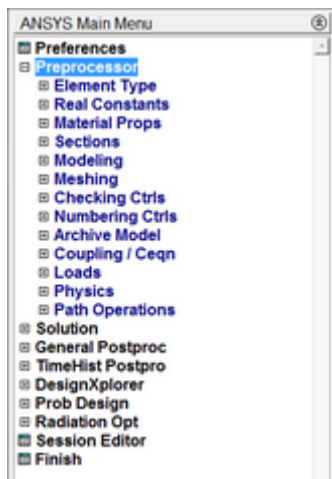 ANSYS Main Menu
Preferences
Preprocessor
Element Type
Real Constants
Material Props
Sections
Modeling
Meshing
Checking Ctrls
Numbering Ctrls
Archive Model
Coupling / Ceqn
Loads
Physics
Path Operations
Solution
General Postproc
TimeHist Postpro
DesignXplorer
Prob Design
Radiation Opt
Session Editor
Finish